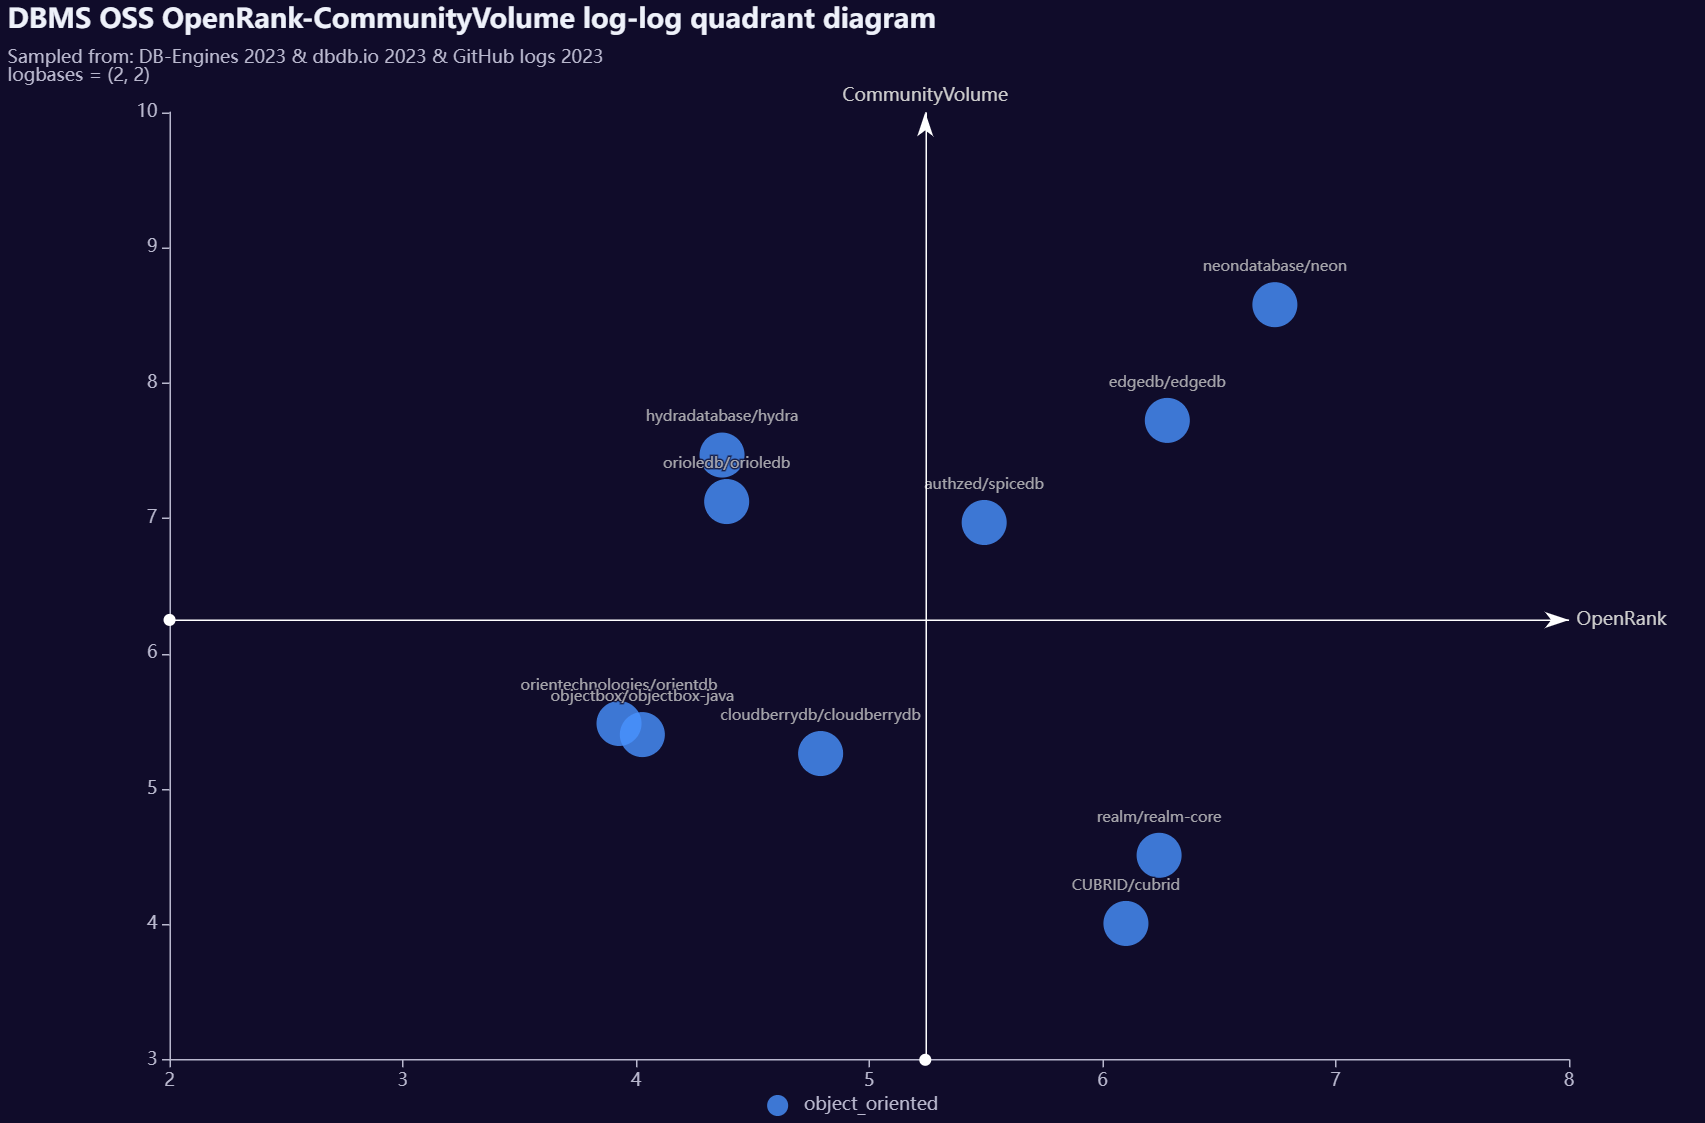 DBMS OSS OpenRank-CommunityVolume log-log quadrant diagram
Sampled from: DB-Engines 2023 & dbdb.io 2023 & GitHub logs 2023
logbases = (2, 2)
CommunityVolume
10
9
neondatabase/neon
8
edgedb/edgedb
hydradatabase/hydra
orioledb/orioledb
authzed/spicedb
7
OpenRank
6
orientechnologies/orientdb
objectbox/objectbox-java
cloudberrydb/cloudberrydb
5
realm/realm-core
CUBRID/cubrid
4
3
2 3 4 5 6 7 8
object_oriented